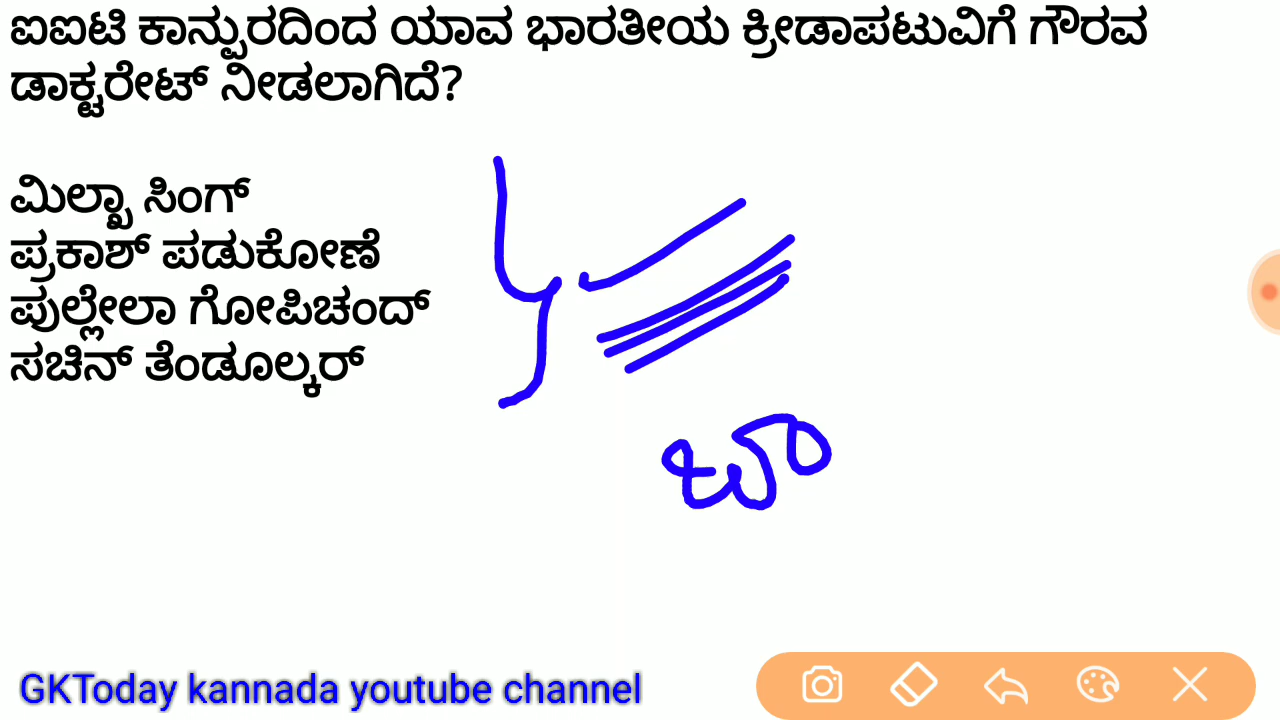 ಐಐಟಿ ಕಾನ್ಪುರದಿಂದ ಯಾವ ಭಾರತೀಯ ಕ್ರೀಡಾಪಟುವಿಗೆ ಗೌರವ
ಡಾಕ್ಟರೇಟ್ ನೀಡಲಾಗಿದೆ?
ಮಿಲ್ಖಾ ಸಿಂಗ್
ಪ್ರಕಾಶ್ ಪಡುಕೋಣೆ
ಪುಲ್ಲೇಲಾ ಗೋಪಿಚಂದ್
ಸಚಿನ್ ತೆಂಡೂಲ್ಕರ್
GKToday kannada youtube channel